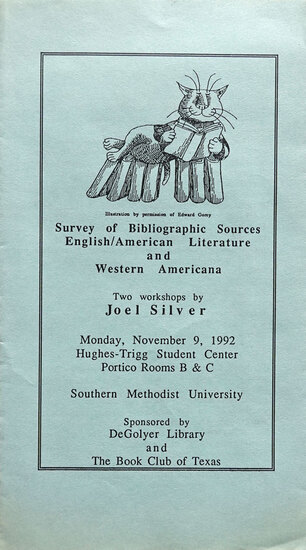 Illustration by permission of Edward Gorey
Survey of Bibliographic Sources
English/American Literature
and
Western Americana
Two workshops by
Joel Silver
Monday, November 9, 1992
Hughes-Trigg Student Center
Portico Rooms B & C
Southern Methodist University
Sponsored by
DeGolyer Library
and
The Book Club of Texas